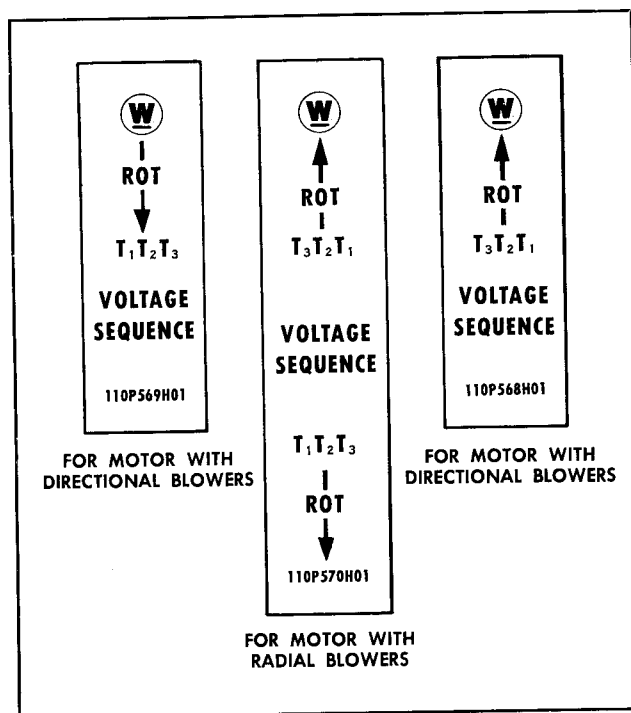 W
ROT
T₁T₂T₃
VOLTAGE
SEQUENCE
110P569H01
FOR MOTOR WITH
DIRECTIONAL BLOWERS
W
ROT
T₃T₂T₁
VOLTAGE
SEQUENCE
T₁T₂T₃
ROT
110P570H01
FOR MOTOR WITH
RADIAL BLOWERS
W
ROT
T₃T₂T₁
VOLTAGE
SEQUENCE
110P568H01
FOR MOTOR WITH
DIRECTIONAL BLOWERS